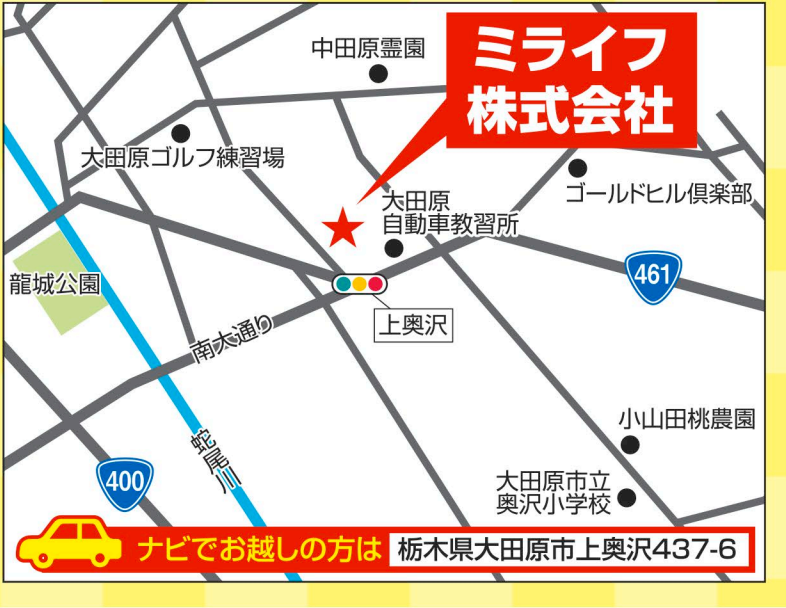 ミライフ
株式会社
中田原霊園
大田原ゴルフ練習場
ゴールドヒル倶楽部
大田原
自動車教習所
龍城公園
461
上奥沢
南大通り
小山田桃農園
蛇尾川
400
大田原市立
奥沢小学校
ナビでお越しの方は 栃木県大田原市上奥沢437-6